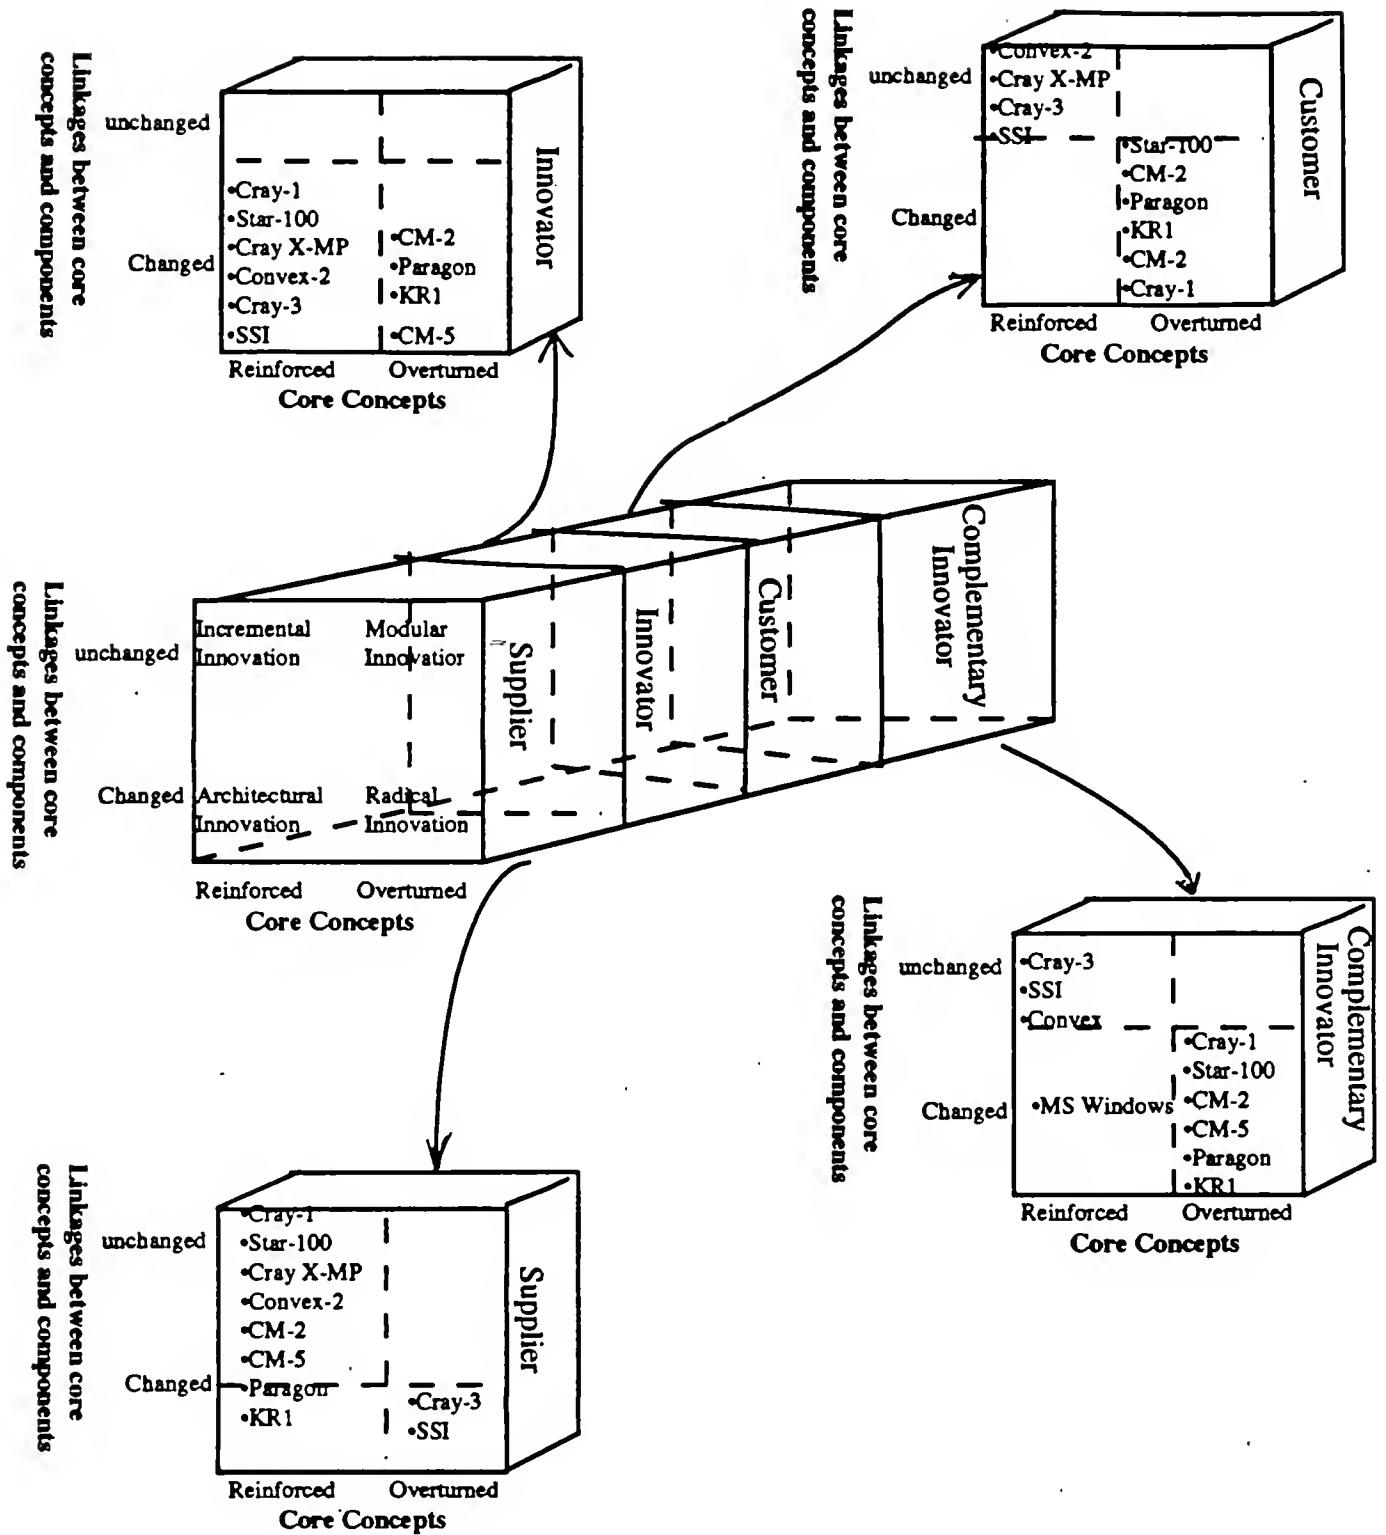 Linkages between core
concepts and components
unchanged
Changed
•Cray-1
•Star-100
•Cray X-MP
•Convex-2
•Cray-3
•SSI
•CM-2
•Paragon
•KR1
•CM-5
Innovator
Reinforced
Overturned
Core Concepts
Linkages between core
concepts and components
unchanged
Changed
•Convex-2
•Cray X-MP
•Cray-3
•SSI
•Star-100
•CM-2
•Paragon
•KR1
•CM-2
•Cray-1
Customer
Reinforced
Overturned
Core Concepts
Linkages between core
concepts and components
unchanged
Changed
Incremental
Innovation
Modular
Innovatior
Architectural
Innovation
Radical
Innovation
Supplier
Innovator
Customer
Complementary
Innovator
Reinforced
Overturned
Core Concepts
Linkages between core
concepts and components
unchanged
Changed
•Cray-3
•SSI
•Convex
•MS Windows
•Cray-1
•Star-100
•CM-2
•CM-5
•Paragon
•KR1
Complementary
Innovator
Reinforced
Overturned
Core Concepts
Linkages between core
concepts and components
unchanged
Changed
•Cray-1
•Star-100
•Cray X-MP
•Convex-2
•CM-2
•CM-5
•Paragon
•KR1
•Cray-3
•SSI
Supplier
Reinforced
Overturned
Core Concepts